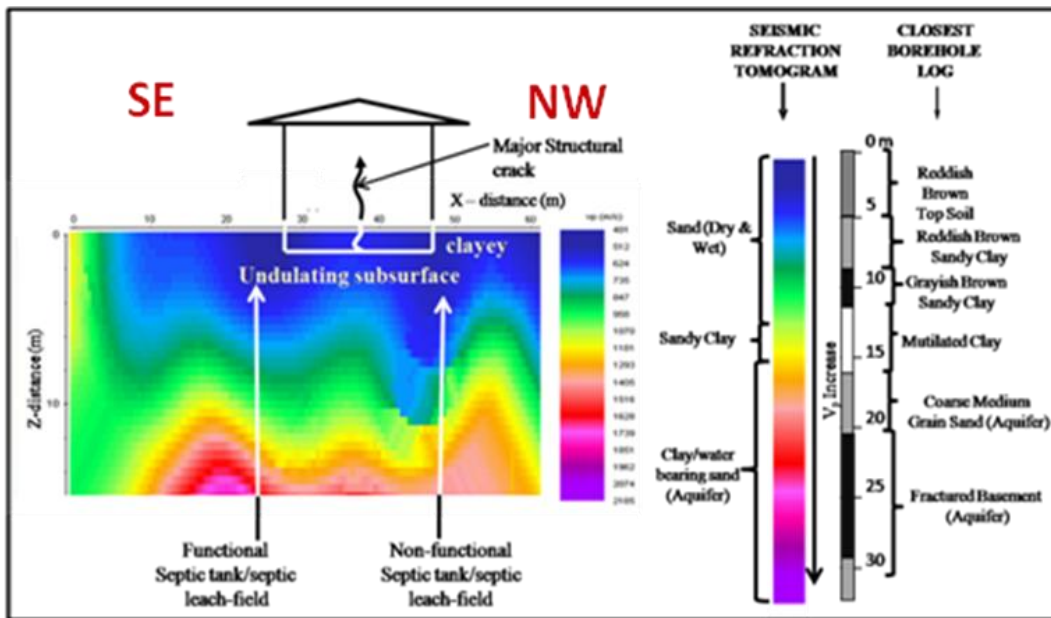 SE
NW
Major Structural
crack
X – distance (m)
0
10
20
30
40
50
60
0
10
Z-distance (m)
clayey
Undulating subsurface
Functional
Septic tank/septic
leach-field
Non-functional
Septic tank/septic
leach-field
401
512
624
735
847
958
1070
1181
1293
1405
1516
1628
1739
1851
1962
2074
2185
SEISMIC
REFRACTION
TOMOGRAM
Sand (Dry &
Wet)
Sandy Clay
Clay/water
bearing sand
(Aquifer)
Vp Increase
CLOSEST
BOREHOLE
LOG
0 m
5
10
15
20
25
30
Reddish
Brown
Top Soil
Reddish Brown
Sandy Clay
Grayish Brown
Sandy Clay
Mutilated Clay
Coarse Medium
Grain Sand (Aquifer)
Fractured Basement
(Aquifer)